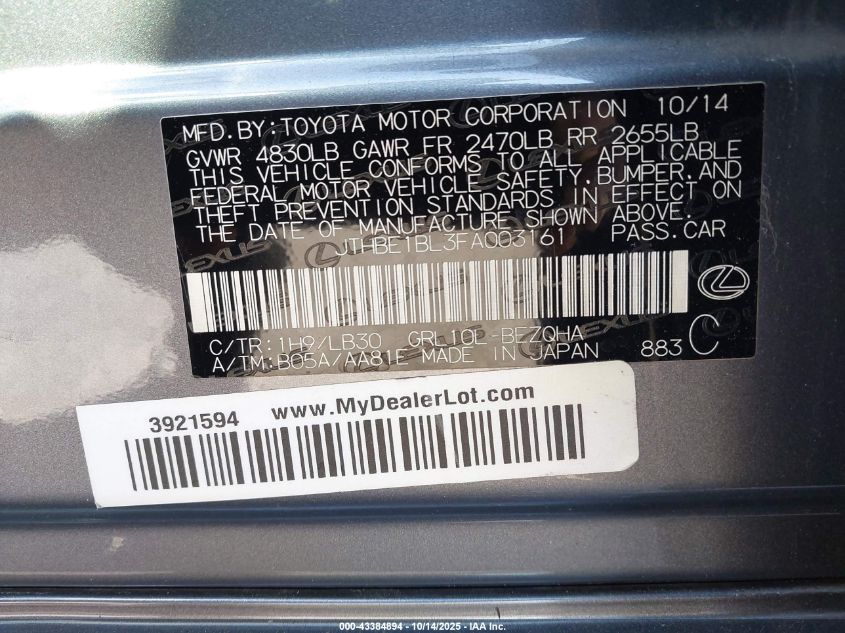 MFD.BY:TOYOTA MOTOR CORPORATION 10/14
GVWR 4830LB GAWR FR 2470LB RR 2655LB
THIS VEHICLE CONFORMS TO ALL APPLICABLE
FEDERAL MOTOR VEHICLE SAFETY,BUMPER,AND
THEFT PREVENTION STANDARDS IN EFFECT ON
THE DATE OF MANUFACTURE SHOWN ABOVE.
JTHBE1BL3FA003161 PASS.CAR
C/TR:1H9/LB30 GRL10L-BEZQHA
A/TM:B05A/AA81E MADE IN JAPAN 883 C
3921594 www.MyDealerLot.com
000-43384894 - 10/14/2025 - IAA Inc.